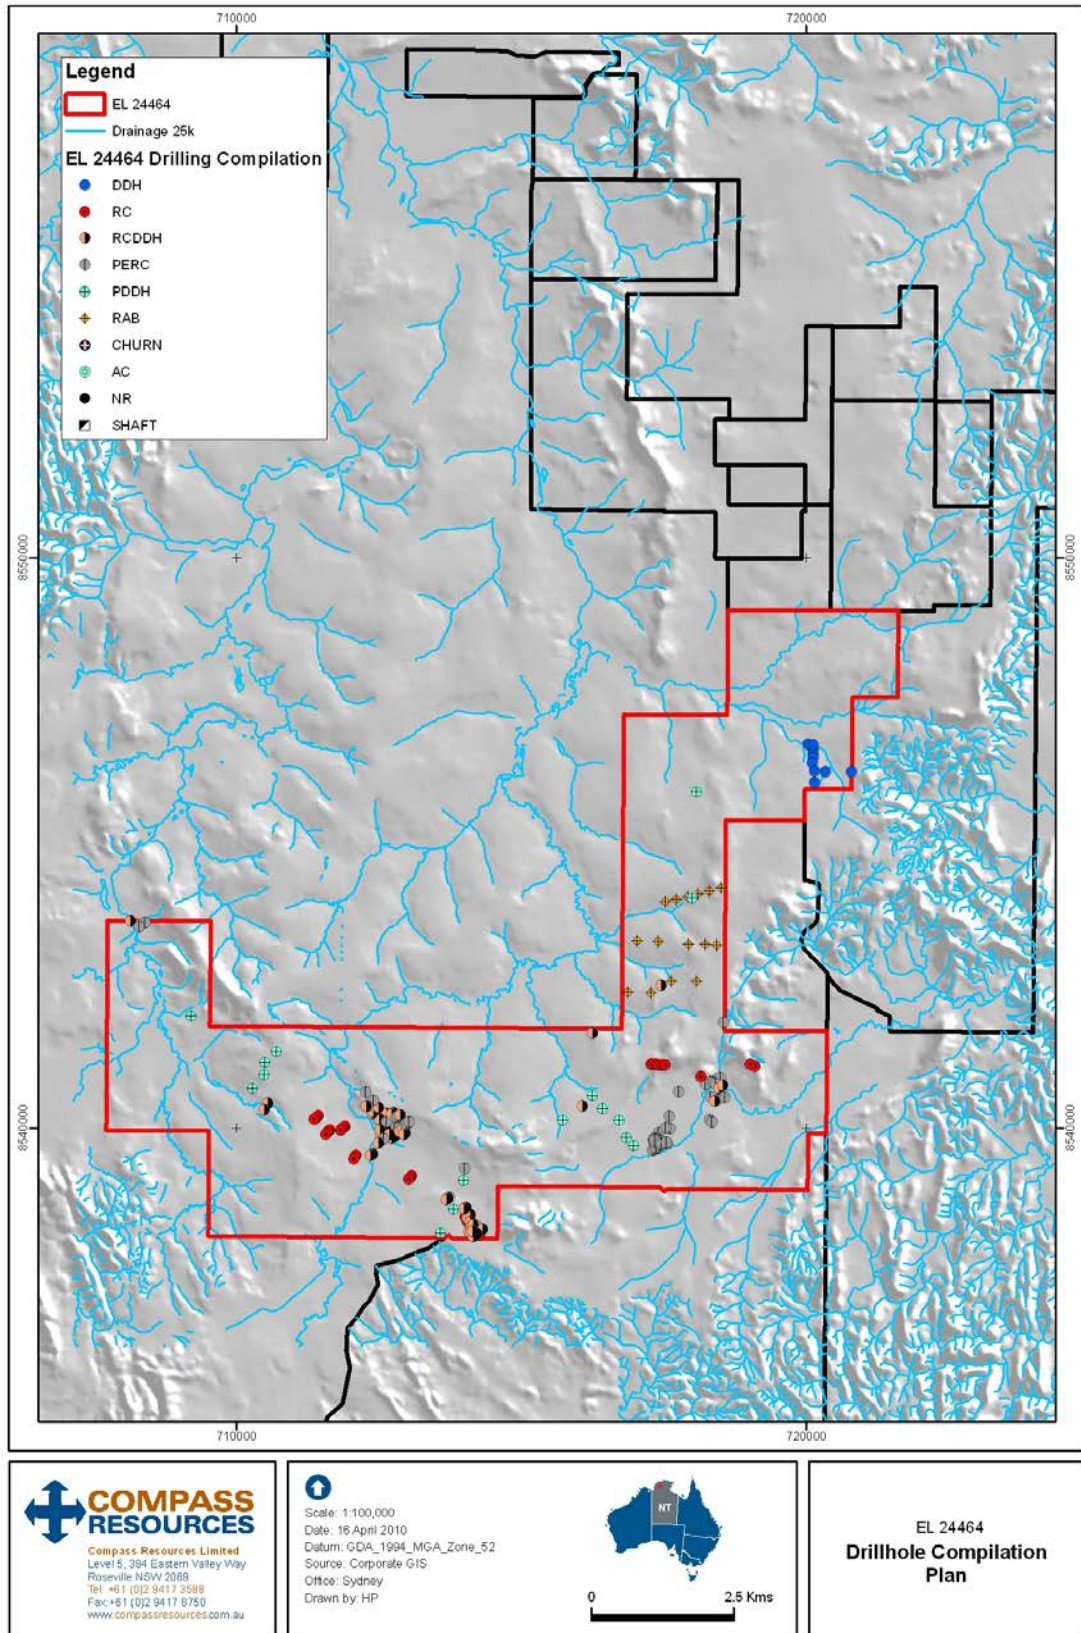 710000
720000
Legend
EL 24464
Drainage 25k
EL 24464 Drilling Compilation
DDH
RC
RCDDH
PERC
PDDH
RAB
CHURN
AC
NR
SHAFT
8550000
8550000
8540000
8540000
710000
720000
COMPASS
RESOURCES
Compass Resources Limited
Level 5, 384 Eastern Valley Way
Roseville NSW 2069
Tel: +61 (0)2 9417 3588
Fax:+61 (0)2 9417 8750
www.compassresources.com.au
Scale: 1:100,000
Date: 16 April 2010
Datum: GDA_1994_MGA_Zone_52
Source: Corporate GIS
Office: Sydney
Drawn by: HP
NT
0 2.5 Kms
EL 24464
Drillhole Compilation
Plan